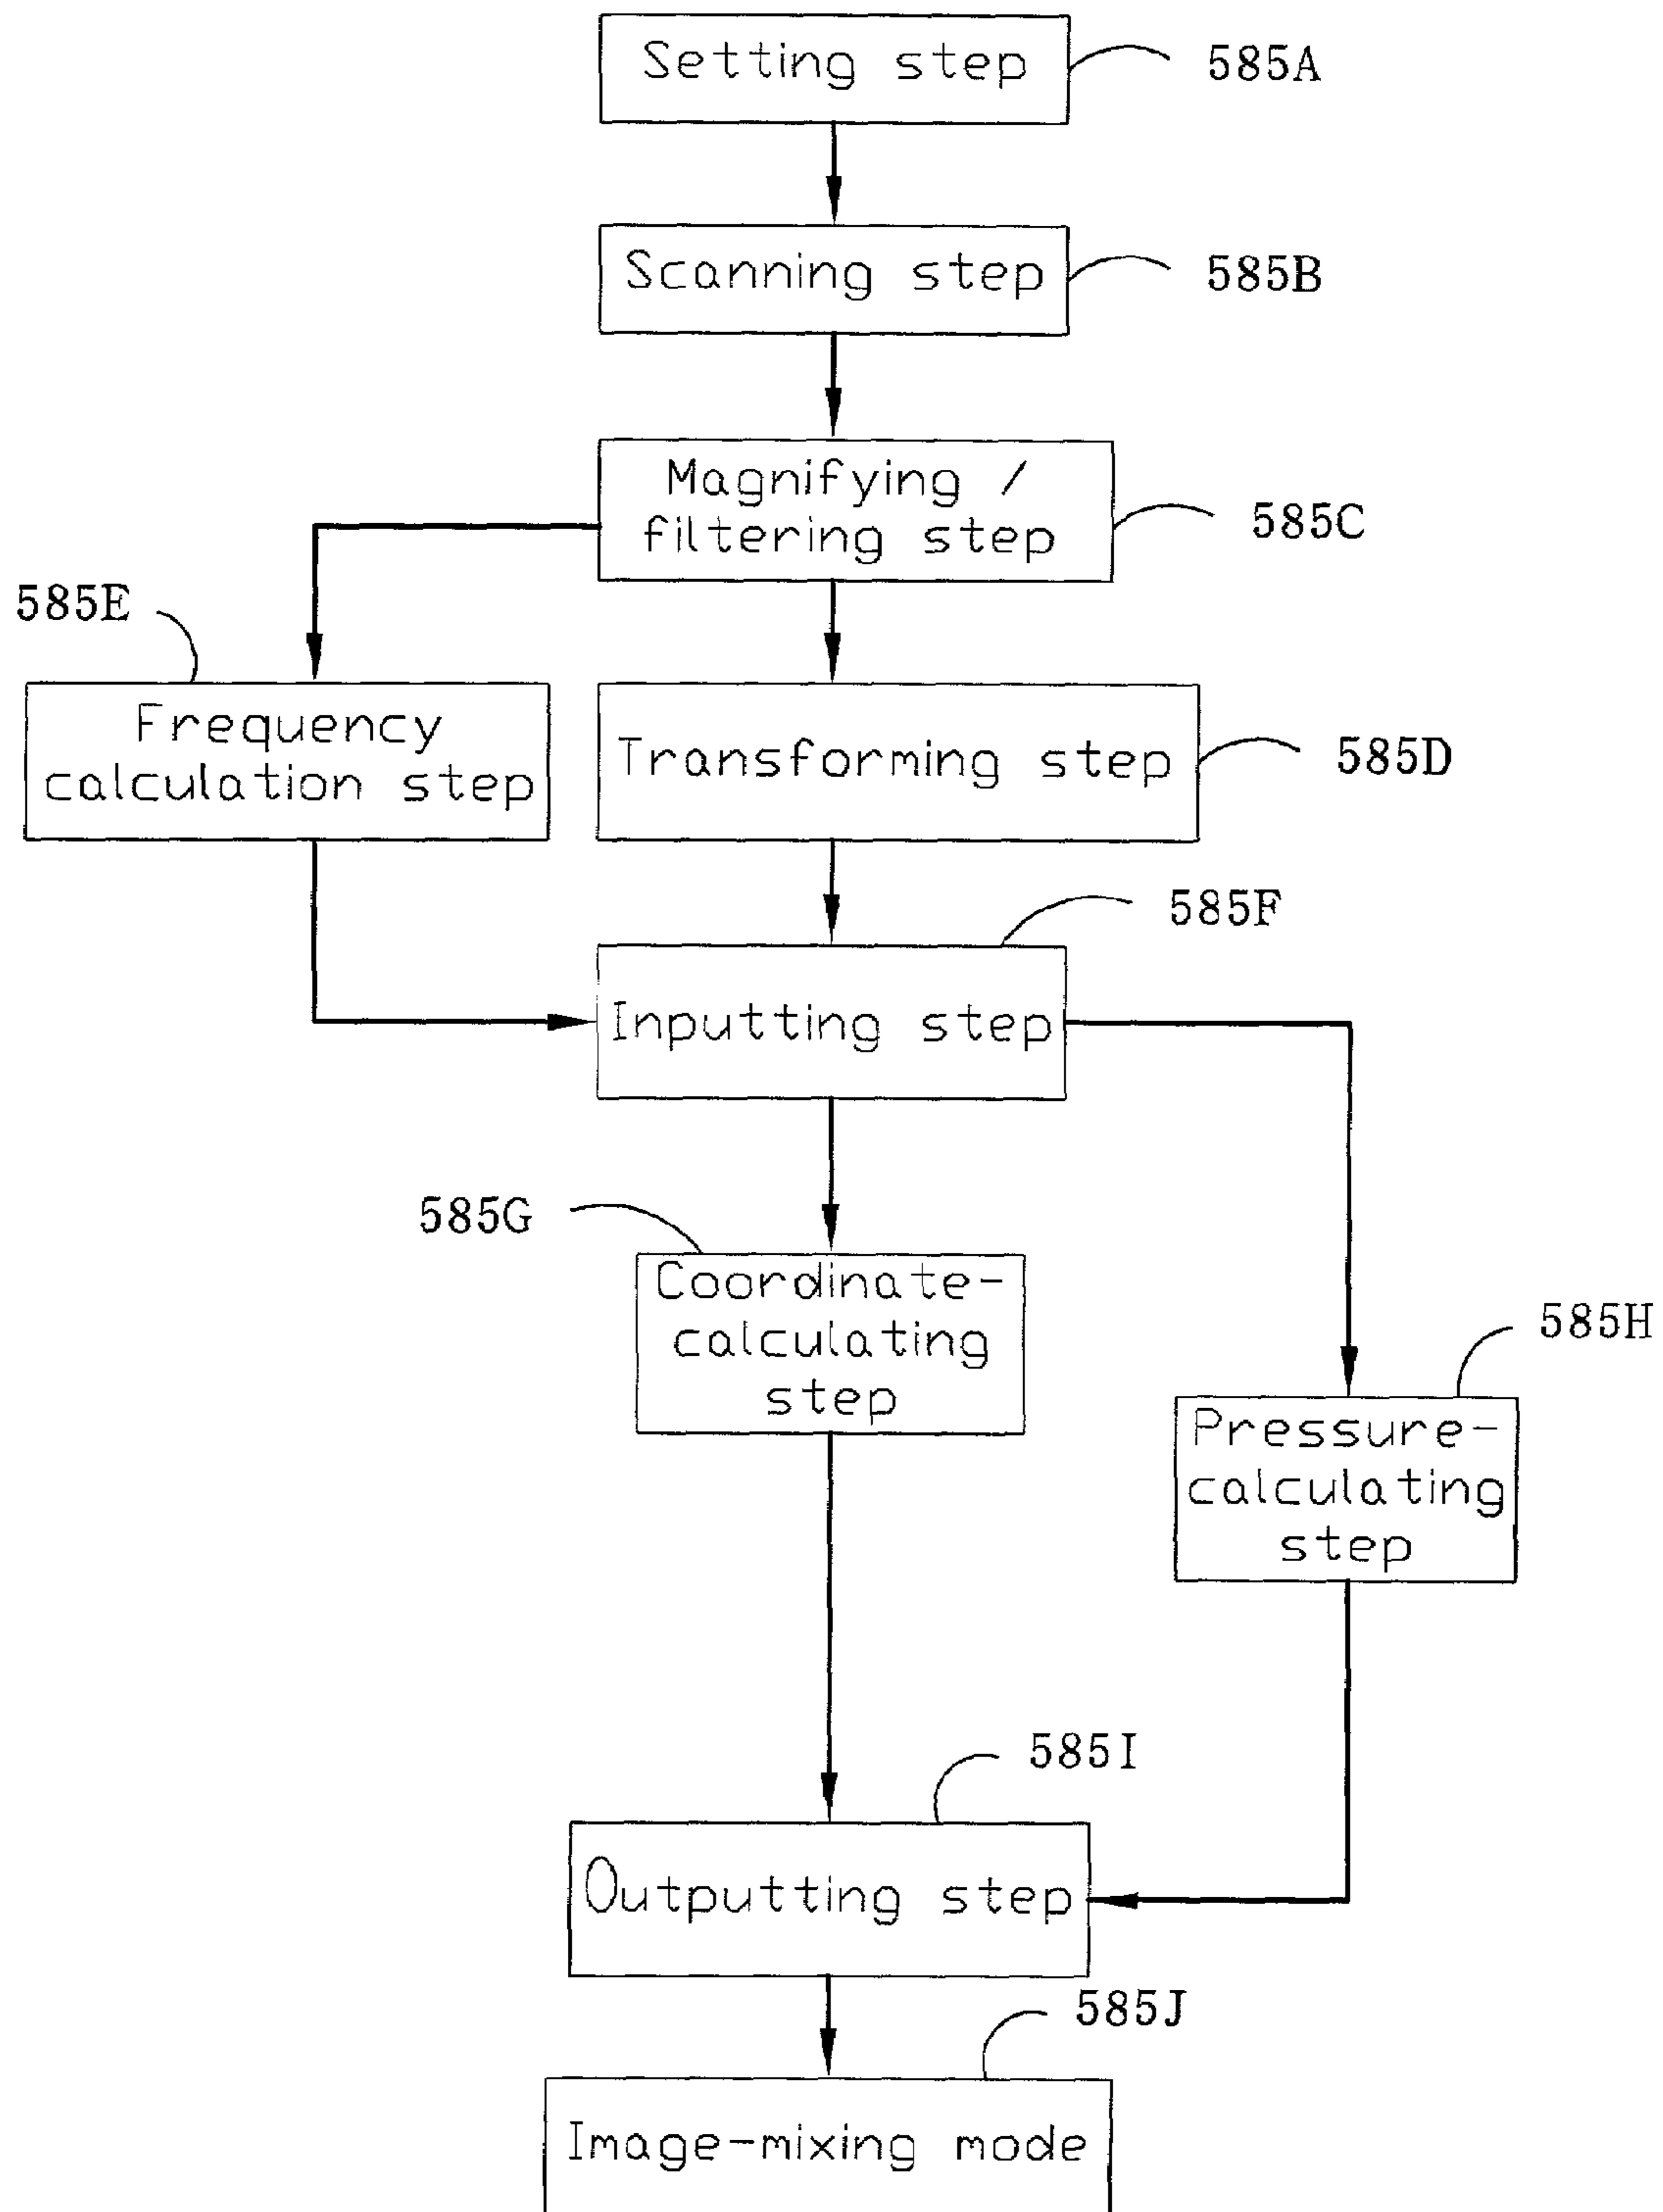 Setting step
585A
Scanning step
585B
Magnifying /
filtering step
585C
585E
Frequency
calculation step
Transforming step
585D
585F
Inputting step
585G
Coordinate-
calculating
step
585H
Pressure-
calculating
step
585I
Outputting step
585J
Image-mixing mode